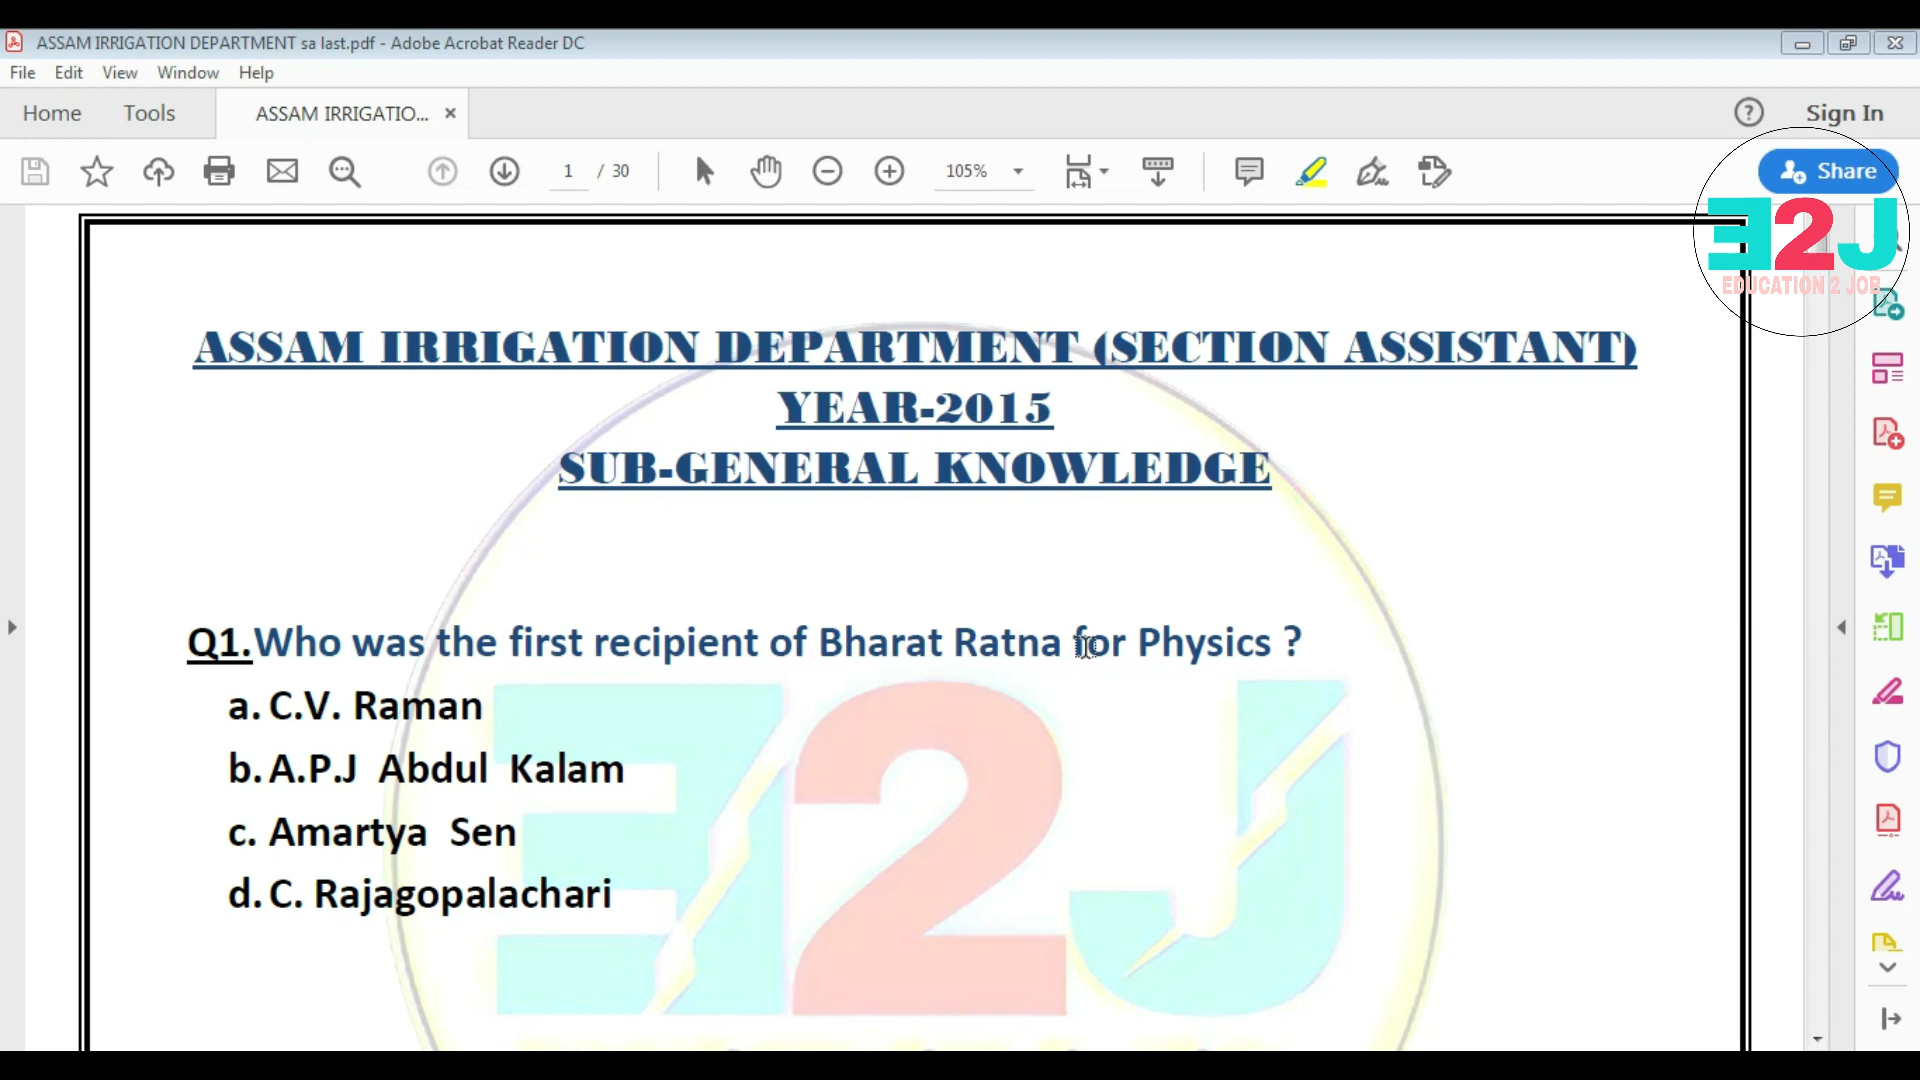 ASSAM IRRIGATION DEPARTMENT sa last.pdf - Adobe Acrobat Reader DC
File Edit View Window Help
Home Tools ASSAM IRRIGATIO... Sign In
1 / 30 105% Share
E2J
EDUCATION 2 JOB
ASSAM IRRIGATION DEPARTMENT (SECTION ASSISTANT)
YEAR-2015
SUB-GENERAL KNOWLEDGE
Q1.Who was the first recipient of Bharat Ratna for Physics ?
a. C.V. Raman
b. A.P.J Abdul Kalam
c. Amartya Sen
d. C. Rajagopalachari
E2J